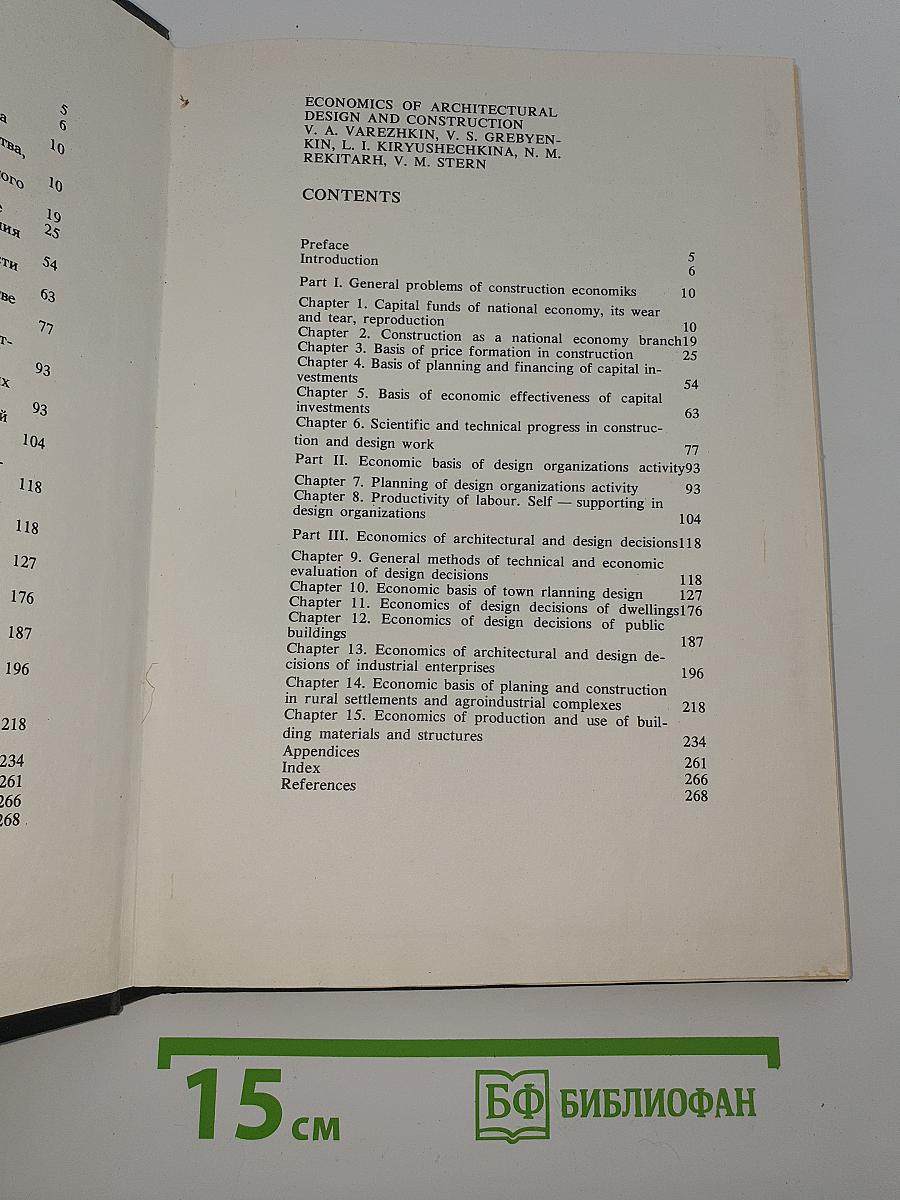 5
а 6
тва, 10
ого 10
е 19
ния 25
сти 54
ве 63
77
т-
93
х
93
й
104
-
118
118
127
176
187
196
218
234
261
266
268
ECONOMICS OF ARCHITECTURAL
DESIGN AND CONSTRUCTION
V. A. VAREZHKIN, V. S. GREBYEN-
KIN, L. I. KIRYUSHECHKINA, N. M.
REKITARH, V. M. STERN
CONTENTS
Preface 5
Introduction 6
Part I. General problems of construction economiks 10
Chapter 1. Capital funds of national economy, its wear
and tear, reproduction 10
Chapter 2. Construction as a national economy branch19
Chapter 3. Basis of price formation in construction 25
Chapter 4. Basis of planning and financing of capital in-
vestments 54
Chapter 5. Basis of economic effectiveness of capital
investments 63
Chapter 6. Scientific and technical progress in construc-
tion and design work 77
Part II. Economic basis of design organizations activity93
Chapter 7. Planning of design organizations activity 93
Chapter 8. Productivity of labour. Self — supporting in
design organizations 104
Part III. Economics of architectural and design decisions118
Chapter 9. General methods of technical and economic
evaluation of design decisions 118
Chapter 10. Economic basis of town rlanning design 127
Chapter 11. Economics of design decisions of dwellings176
Chapter 12. Economics of design decisions of public
buildings 187
Chapter 13. Economics of architectural and design de-
cisions of industrial enterprises 196
Chapter 14. Economic basis of planing and construction
in rural settlements and agroindustrial complexes 218
Chapter 15. Economics of production and use of buil-
ding materials and structures 234
Appendices 261
Index 266
References 268
15 см
БФ БИБЛИОФАН